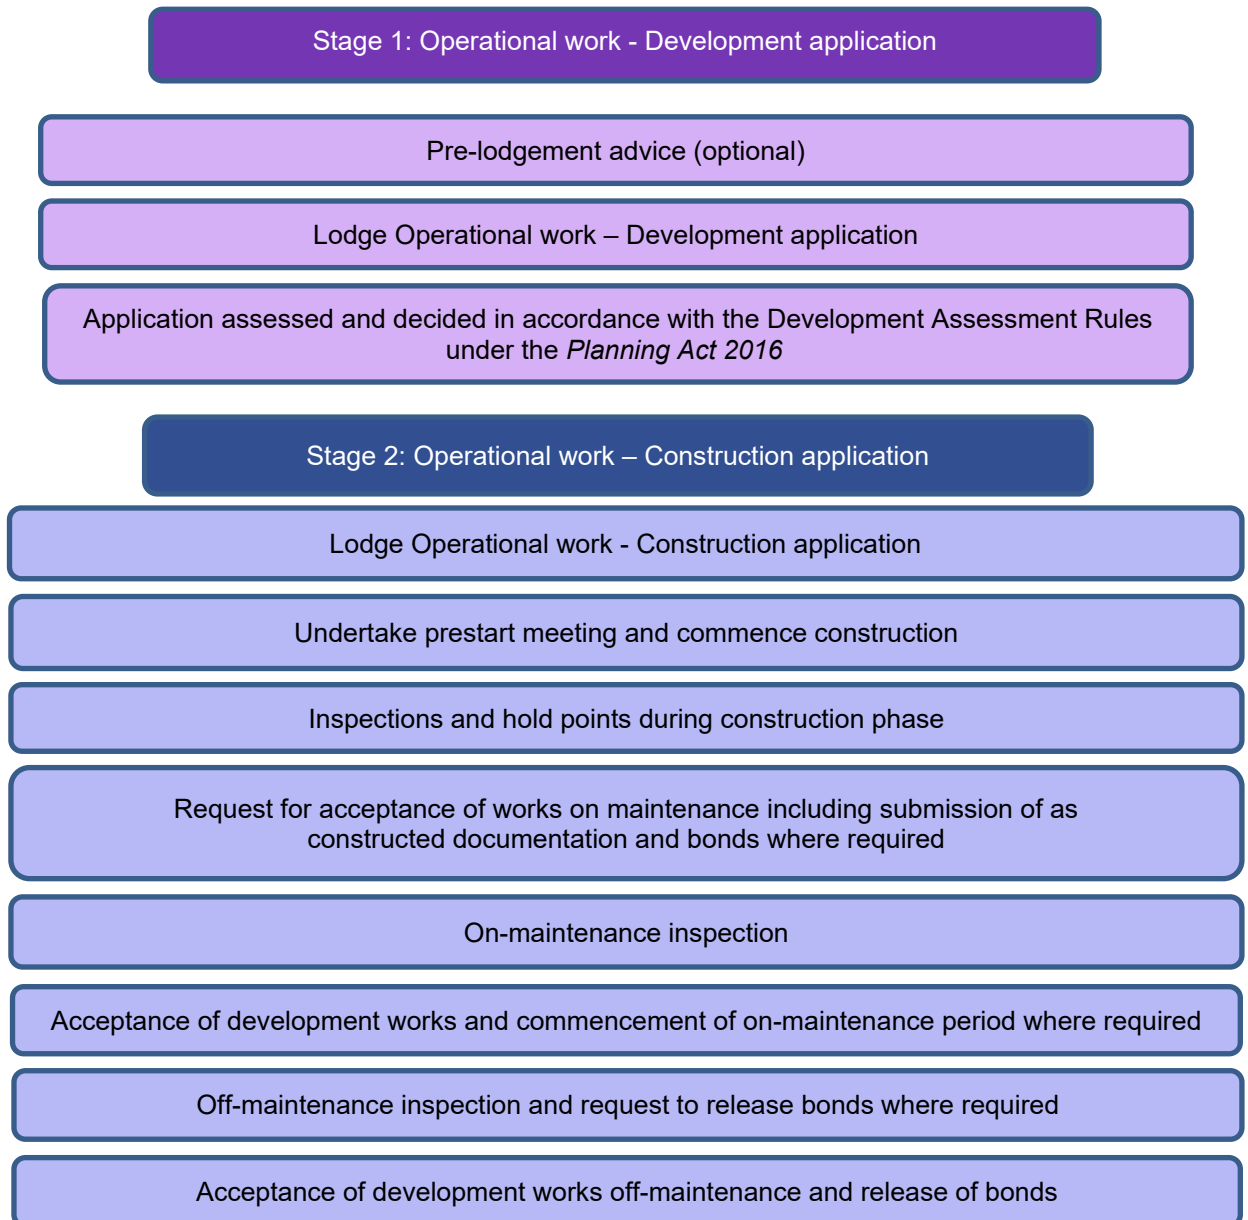 Stage 1: Operational work - Development application
Pre-lodgement advice (optional)
Lodge Operational work – Development application
Application assessed and decided in accordance with the Development Assessment Rules
under the Planning Act 2016
Stage 2: Operational work – Construction application
Lodge Operational work - Construction application
Undertake prestart meeting and commence construction
Inspections and hold points during construction phase
Request for acceptance of works on maintenance including submission of as
constructed documentation and bonds where required
On-maintenance inspection
Acceptance of development works and commencement of on-maintenance period where required
Off-maintenance inspection and request to release bonds where required
Acceptance of development works off-maintenance and release of bonds